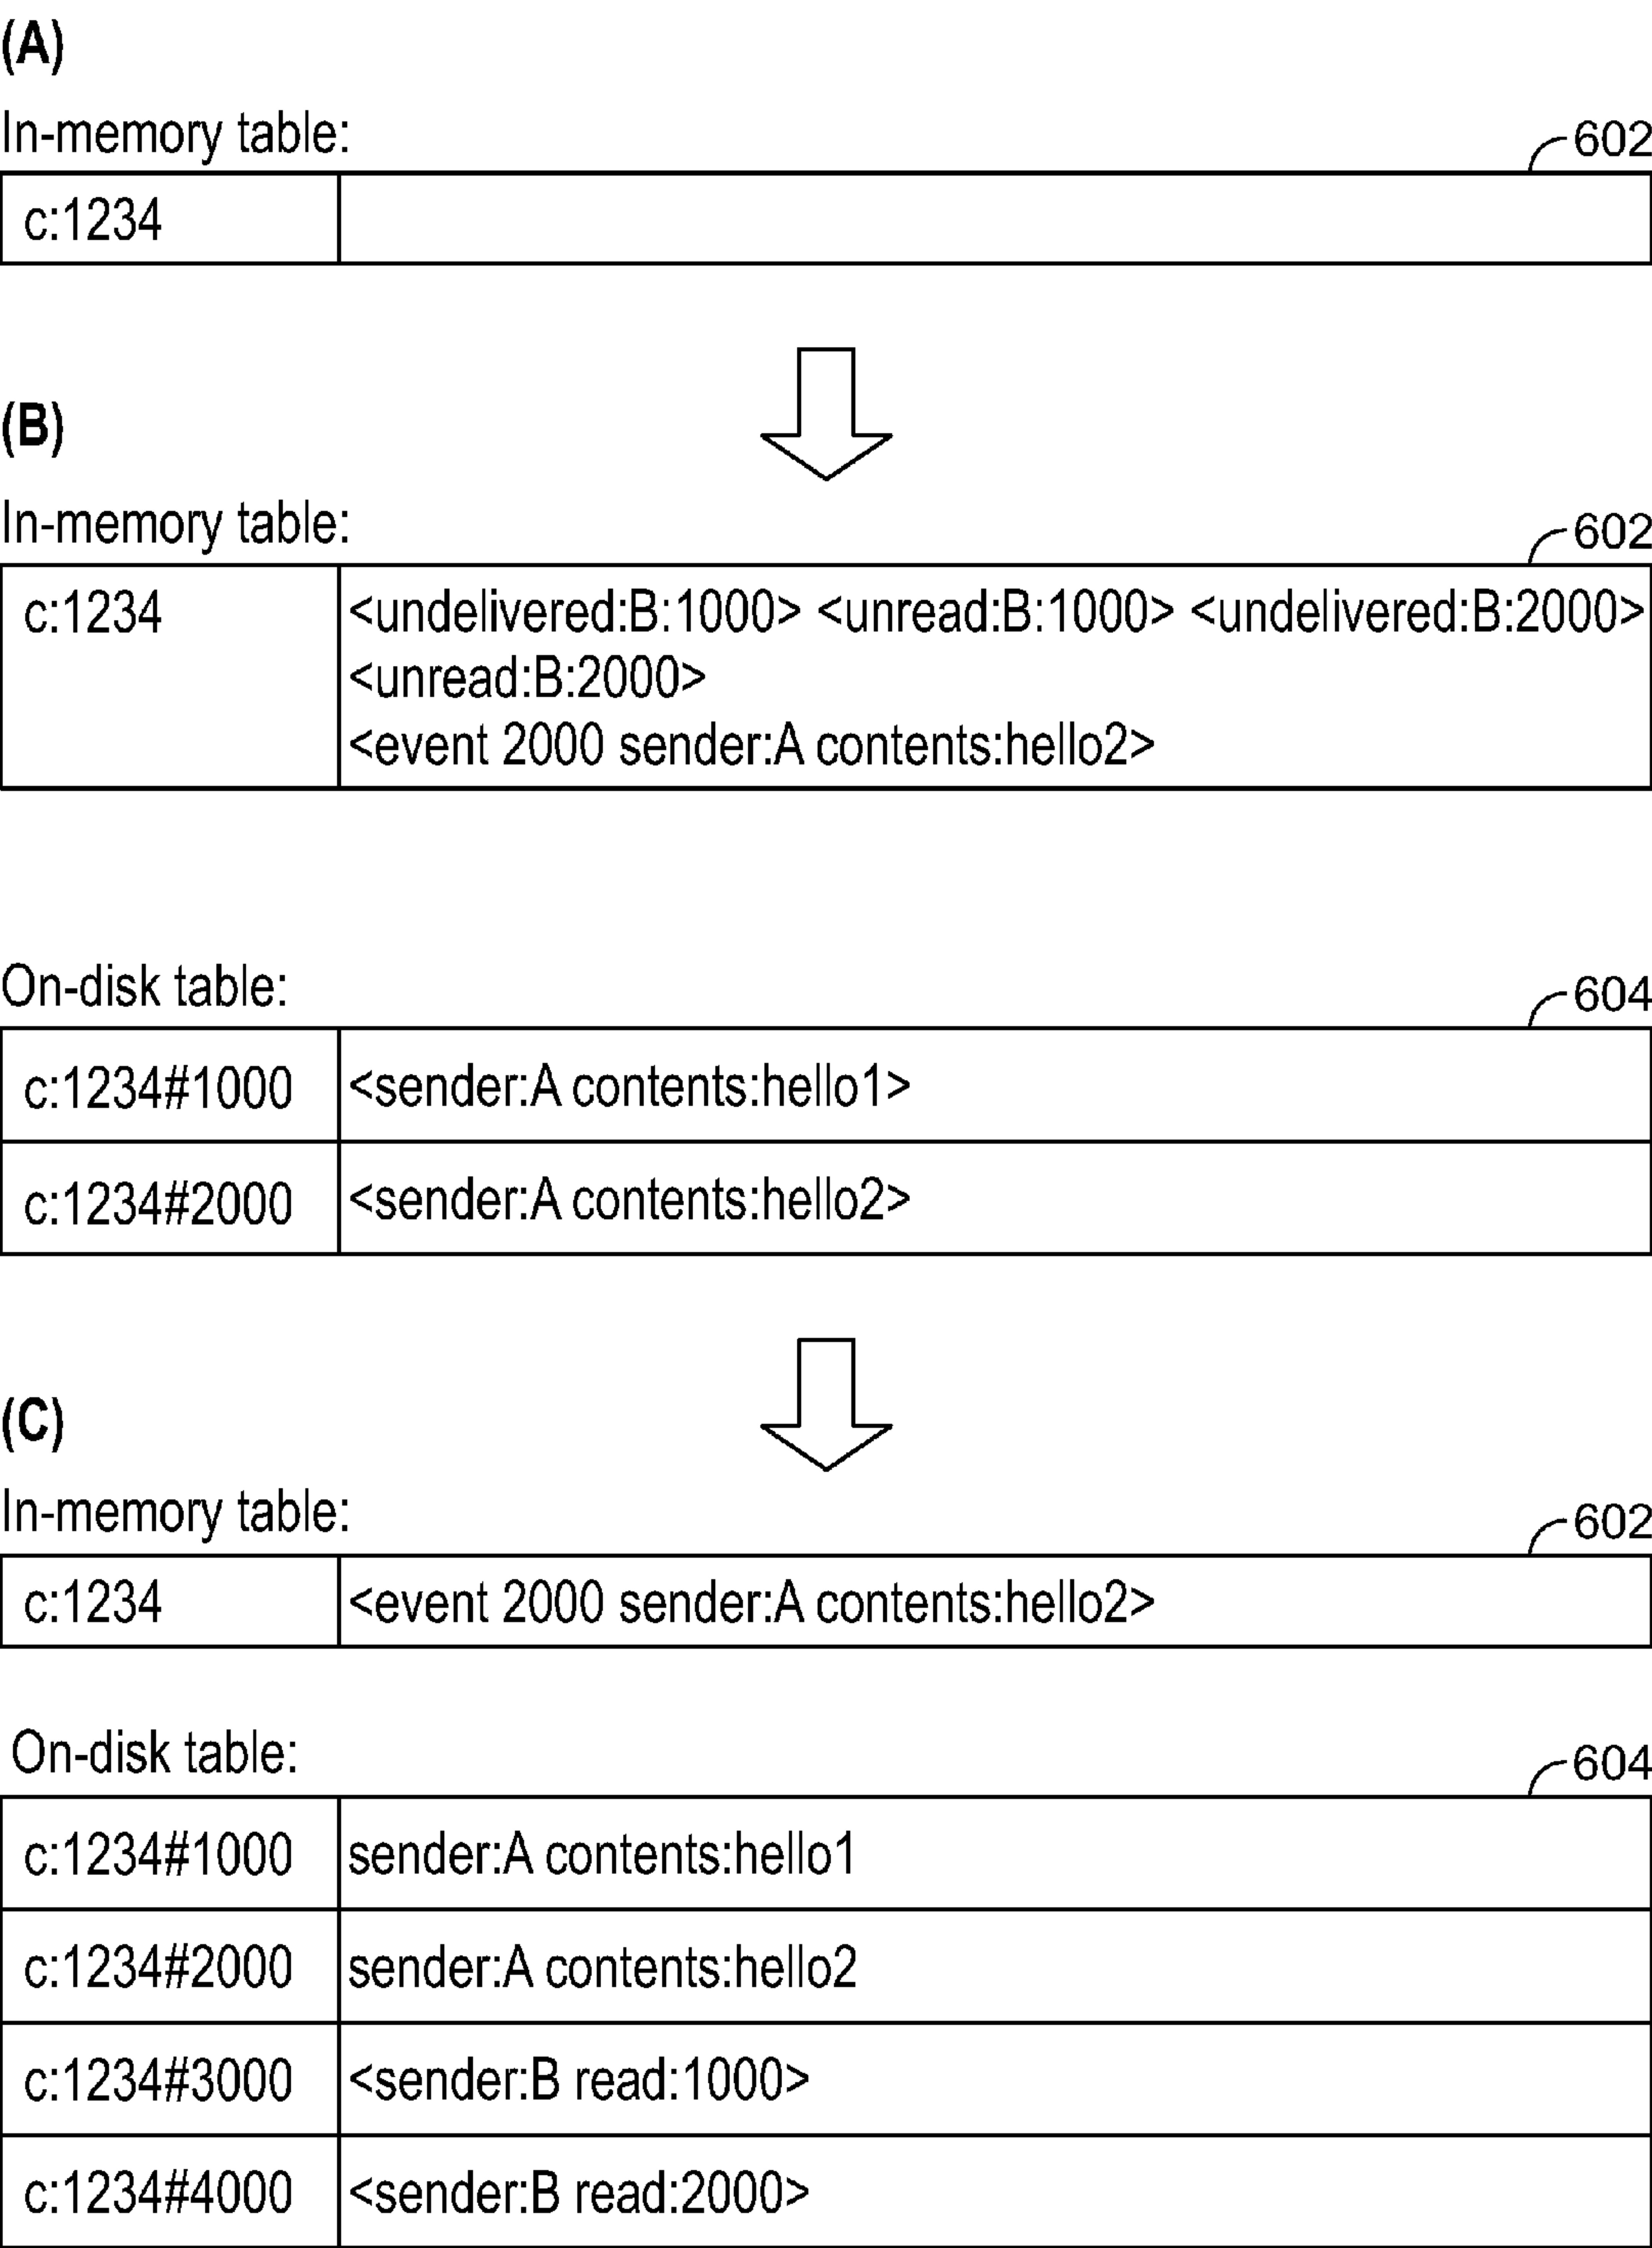 (A)
In-memory table:
602
c:1234
(B)
In-memory table:
602
c:1234 <undelivered:B:1000> <unread:B:1000> <undelivered:B:2000>
<unread:B:2000>
<event 2000 sender:A contents:hello2>
On-disk table:
604
c:1234#1000 <sender:A contents:hello1>
c:1234#2000 <sender:A contents:hello2>
(C)
In-memory table:
602
c:1234 <event 2000 sender:A contents:hello2>
On-disk table:
604
c:1234#1000 sender:A contents:hello1
c:1234#2000 sender:A contents:hello2
c:1234#3000 <sender:B read:1000>
c:1234#4000 <sender:B read:2000>